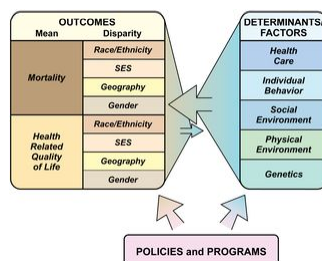 OUTCOMES
Mean
Disparity
Mortality
Race/Ethnicity
SES
Geography
Gender
Health
Related
Quality
of Life
Race/Ethnicity
SES
Geography
Gender
DETERMINANTS/
FACTORS
Health
Care
Individual
Behavior
Social
Environment
Physical
Environment
Genetics
POLICIES and PROGRAMS